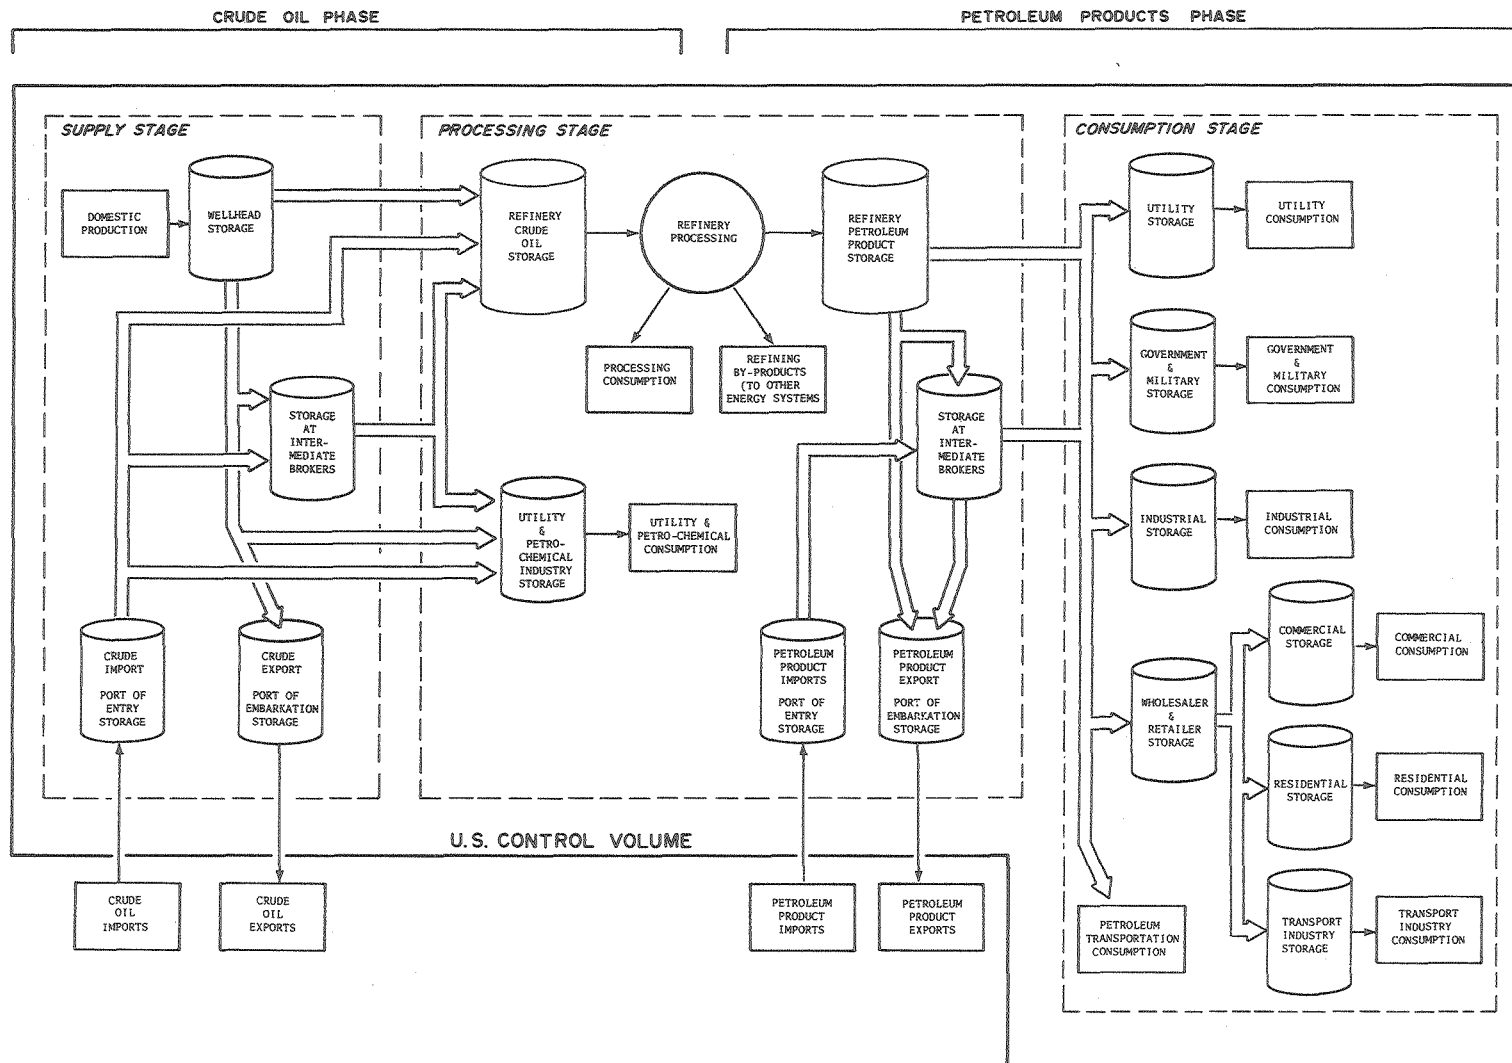 CRUDE OIL PHASE
PETROLEUM PRODUCTS PHASE
SUPPLY STAGE
DOMESTIC
PRODUCTION
WELLHEAD
STORAGE
STORAGE
AT
INTER-
MEDIATE
BROKERS
CRUDE
IMPORT
PORT OF
ENTRY
STORAGE
CRUDE
EXPORT
PORT OF
EMBARKATION
STORAGE
PROCESSING STAGE
REFINERY
CRUDE
OIL
STORAGE
REFINERY
PROCESSING
REFINERY
PETROLEUM
PRODUCT
STORAGE
PROCESSING
CONSUMPTION
REFINING
BY-PRODUCTS
(TO OTHER
ENERGY SYSTEMS
STORAGE
AT
INTER-
MEDIATE
BROKERS
UTILITY
&
PETRO-
CHEMICAL
INDUSTRY
STORAGE
UTILITY &
PETRO-CHEMICAL
CONSUMPTION
PETROLEUM
PRODUCT
IMPORTS
PORT OF
ENTRY
STORAGE
PETROLEUM
PRODUCT
EXPORT
PORT OF
EMBARKATION
STORAGE
CONSUMPTION STAGE
UTILITY
STORAGE
UTILITY
CONSUMPTION
GOVERNMENT
&
MILITARY
STORAGE
GOVERNMENT
&
MILITARY
CONSUMPTION
INDUSTRIAL
STORAGE
INDUSTRIAL
CONSUMPTION
WHOLESALER
&
RETAILER
STORAGE
COMMERCIAL
STORAGE
COMMERCIAL
CONSUMPTION
RESIDENTIAL
STORAGE
RESIDENTIAL
CONSUMPTION
TRANSPORT
INDUSTRY
STORAGE
TRANSPORT
INDUSTRY
CONSUMPTION
PETROLEUM
TRANSPORTATION
CONSUMPTION
U.S. CONTROL VOLUME
CRUDE
OIL
IMPORTS
CRUDE
OIL
EXPORTS
PETROLEUM
PRODUCT
IMPORTS
PETROLEUM
PRODUCT
EXPORTS